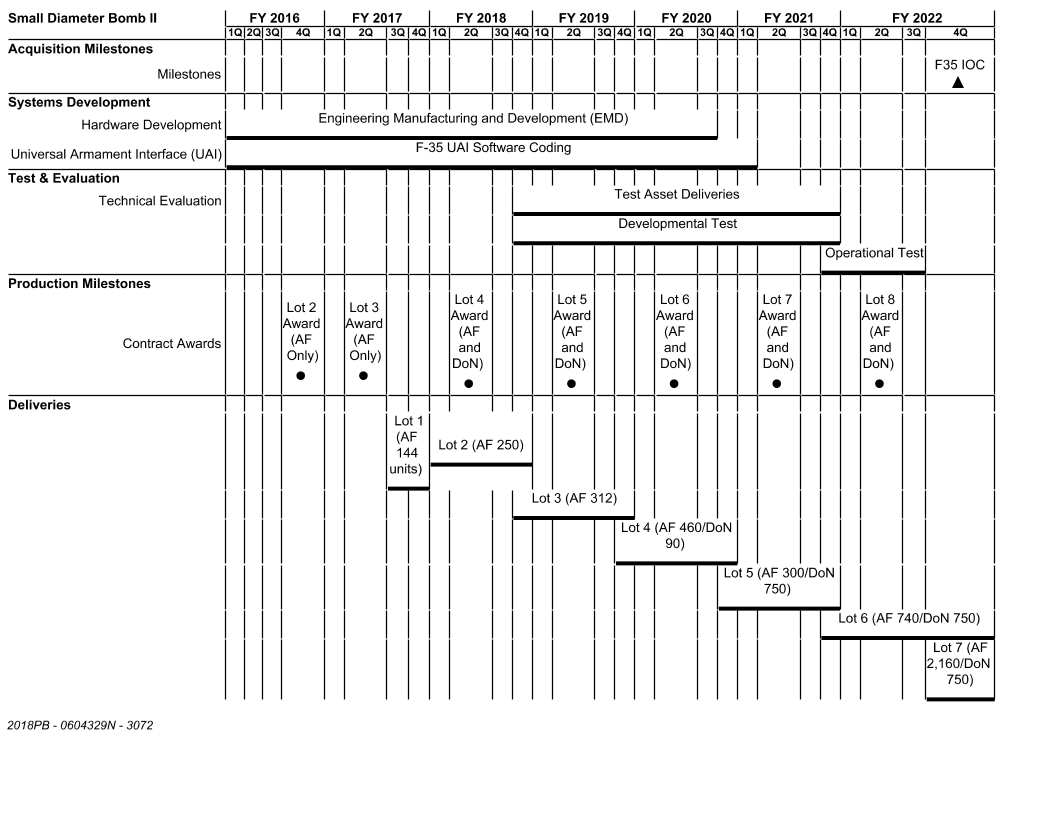 Small Diameter Bomb II
FY 2016 FY 2017 FY 2018 FY 2019 FY 2020 FY 2021 FY 2022
1Q 2Q 3Q 4Q 1Q 2Q 3Q 4Q 1Q 2Q 3Q 4Q 1Q 2Q 3Q 4Q 1Q 2Q 3Q 4Q 1Q 2Q 3Q 4Q 1Q 2Q 3Q 4Q
Acquisition Milestones
Milestones
F35 IOC
Systems Development
Hardware Development
Engineering Manufacturing and Development (EMD)
Universal Armament Interface (UAI)
F-35 UAI Software Coding
Test & Evaluation
Technical Evaluation
Test Asset Deliveries
Developmental Test
Operational Test
Production Milestones
Contract Awards
Lot 2
Award
(AF
Only)
Lot 3
Award
(AF
Only)
Lot 4
Award
(AF
and
DoN)
Lot 5
Award
(AF
and
DoN)
Lot 6
Award
(AF
and
DoN)
Lot 7
Award
(AF
and
DoN)
Lot 8
Award
(AF
and
DoN)
Deliveries
Lot 1
(AF
144
units)
Lot 2 (AF 250)
Lot 3 (AF 312)
Lot 4 (AF 460/DoN
90)
Lot 5 (AF 300/DoN
750)
Lot 6 (AF 740/DoN 750)
Lot 7 (AF
2,160/DoN
750)
2018PB - 0604329N - 3072